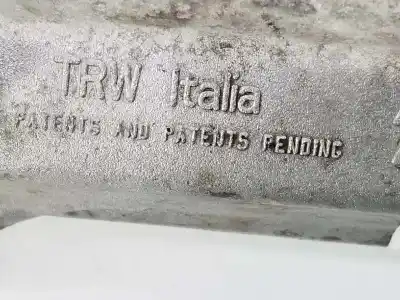 TRW Italia
PATENTS AND PATENTS PENDING